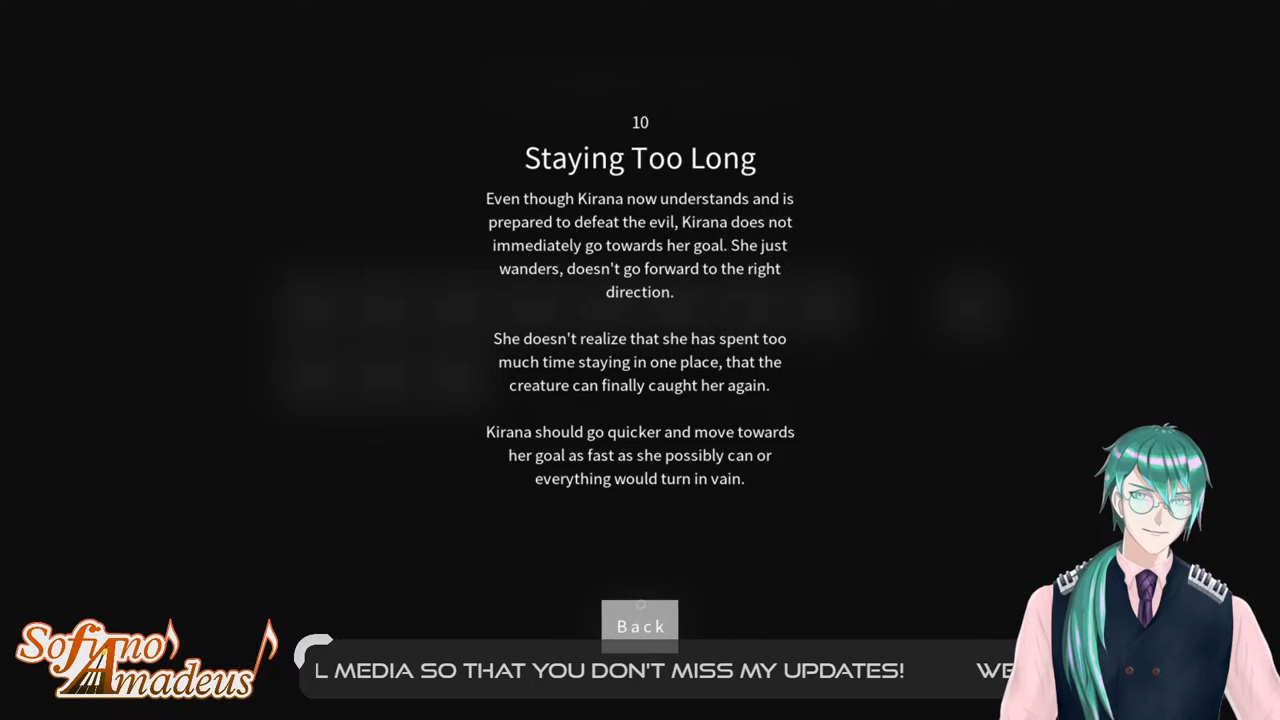 10
Staying Too Long
Even though Kirana now understands and is
prepared to defeat the evil, Kirana does not
immediately go towards her goal. She just
wanders, doesn't go forward to the right
direction.
She doesn't realize that she has spent too
much time staying in one place, that the
creature can finally caught her again.
Kirana should go quicker and move towards
her goal as fast as she possibly can or
everything would turn in vain.
Back
Sofiano
Amadeus
L MEDIA SO THAT YOU DON'T MISS MY UPDATES! WE